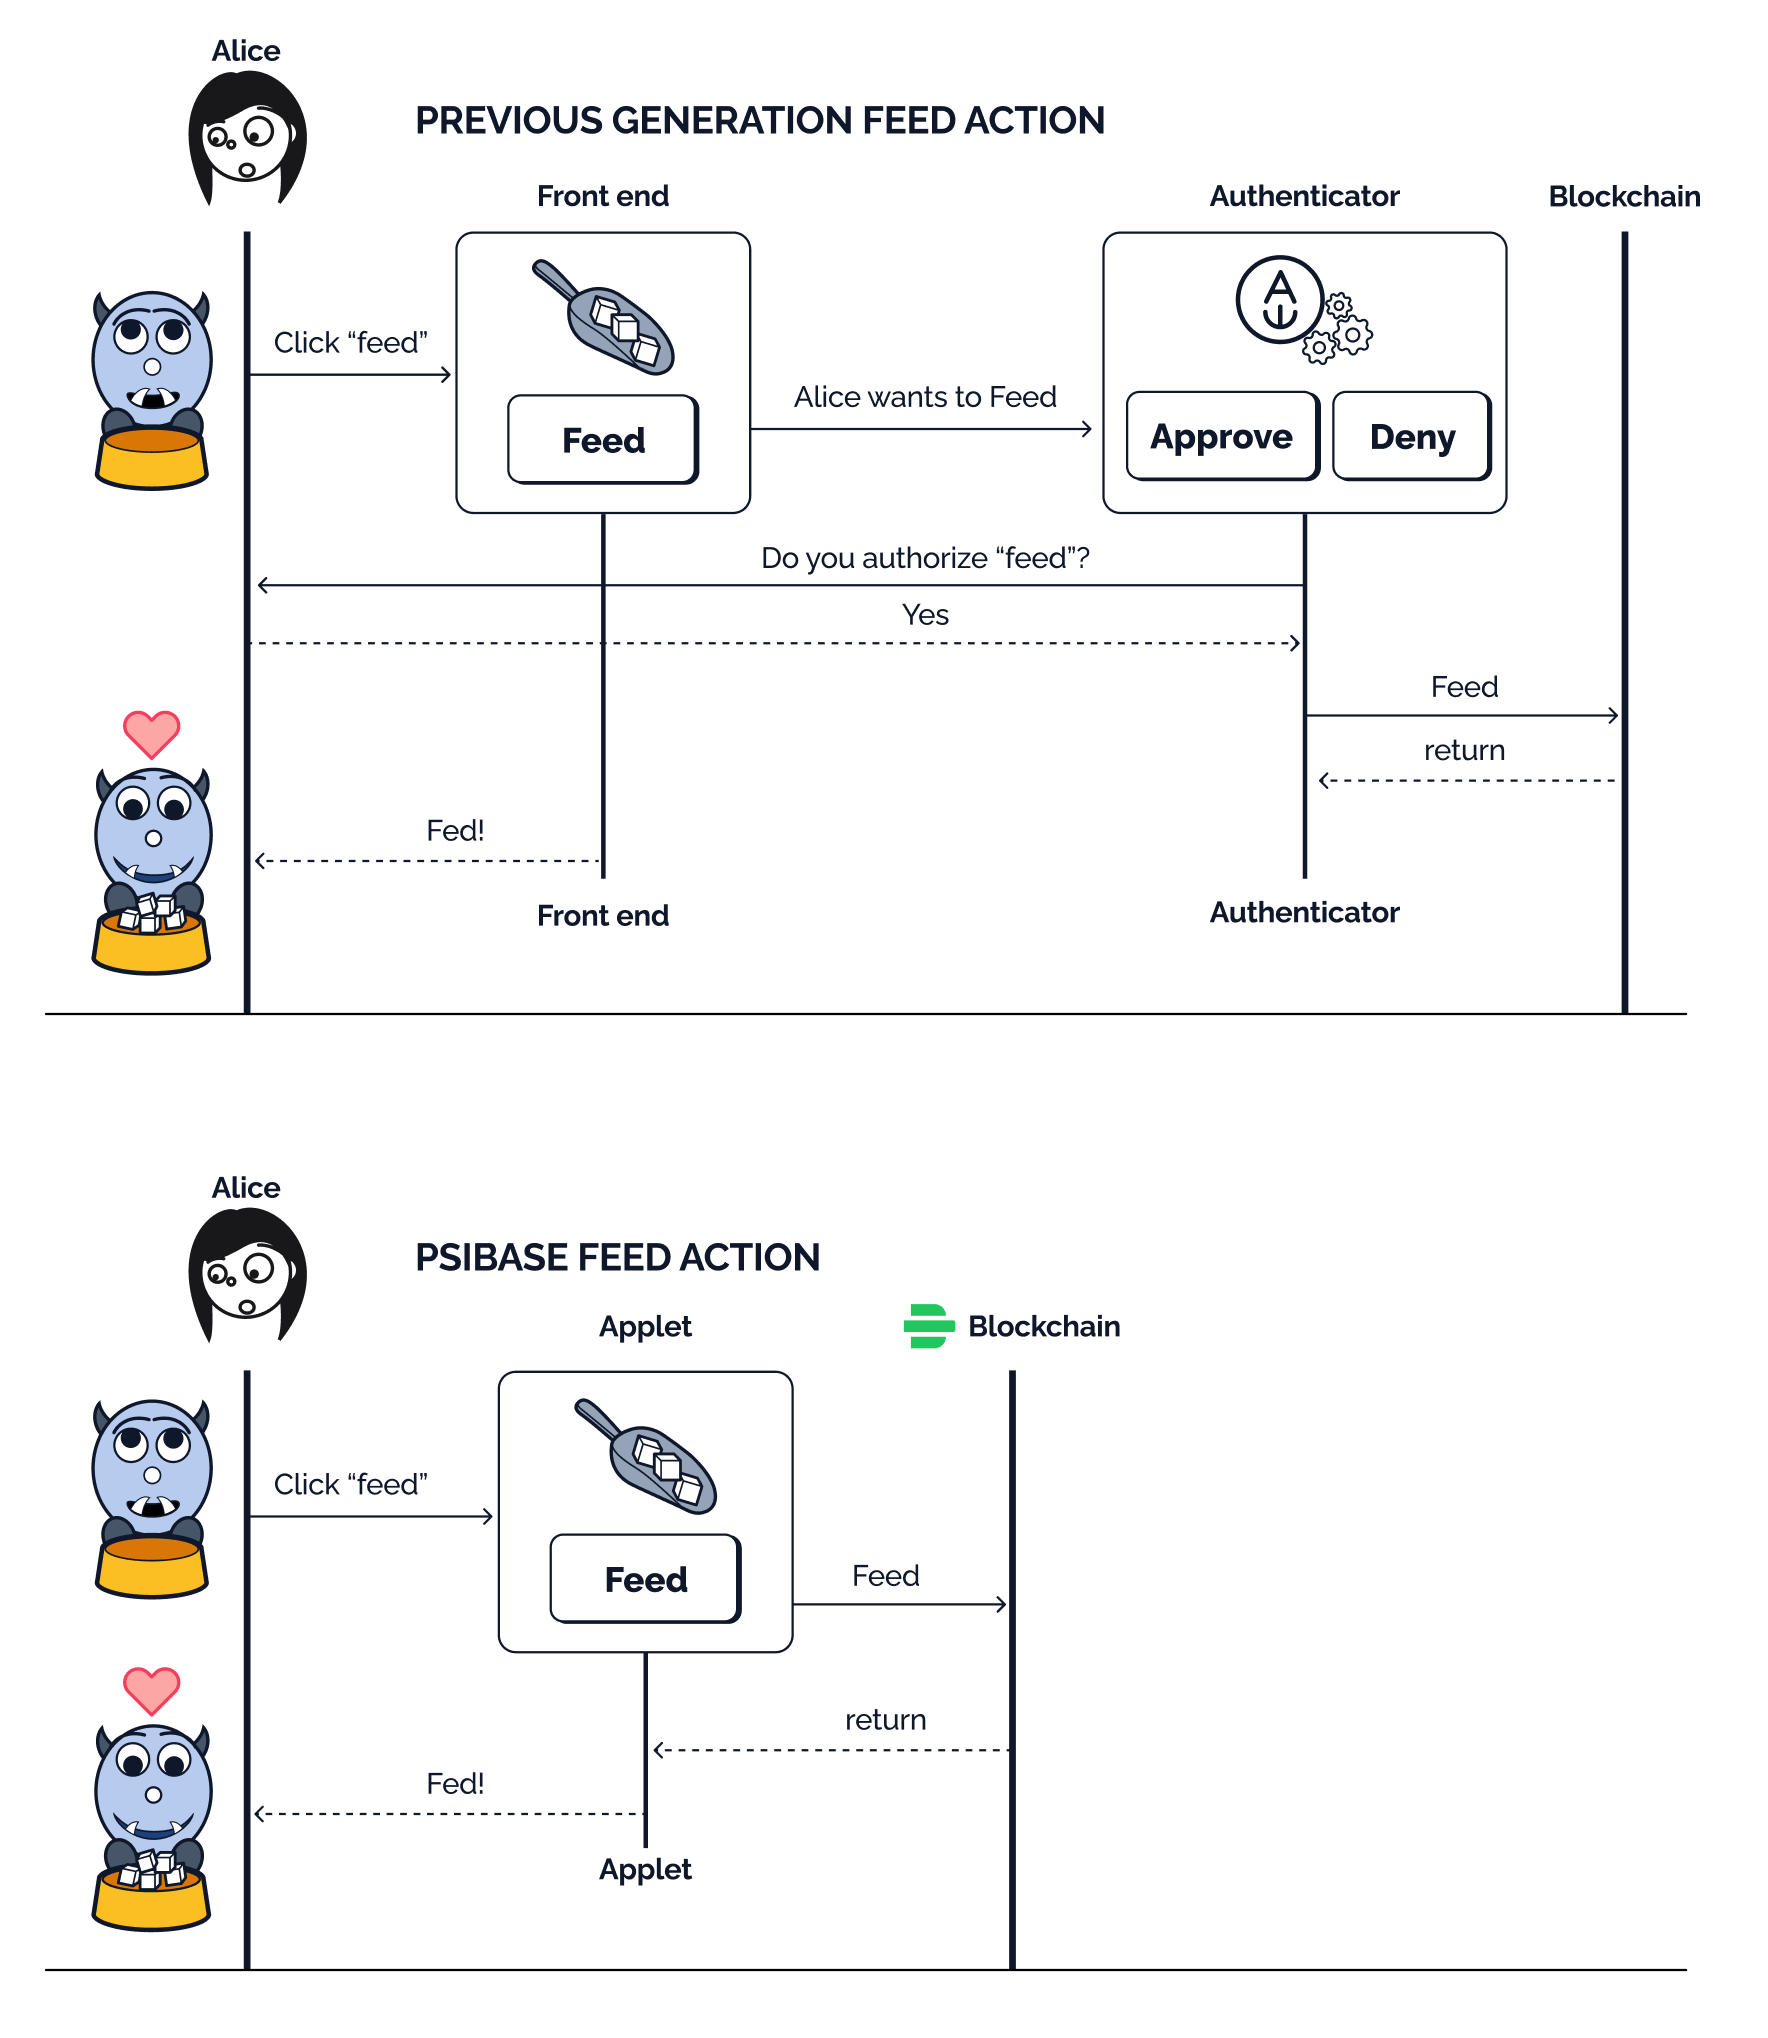 Alice
PREVIOUS GENERATION FEED ACTION
Front end
Authenticator
Blockchain
Click “feed”
Alice wants to Feed
Feed
Approve
Deny
Do you authorize “feed”?
Yes
Feed
return
Fed!
Front end
Authenticator
Alice
PSIBASE FEED ACTION
Applet
Blockchain
Click “feed”
Feed
Feed
return
Fed!
Applet